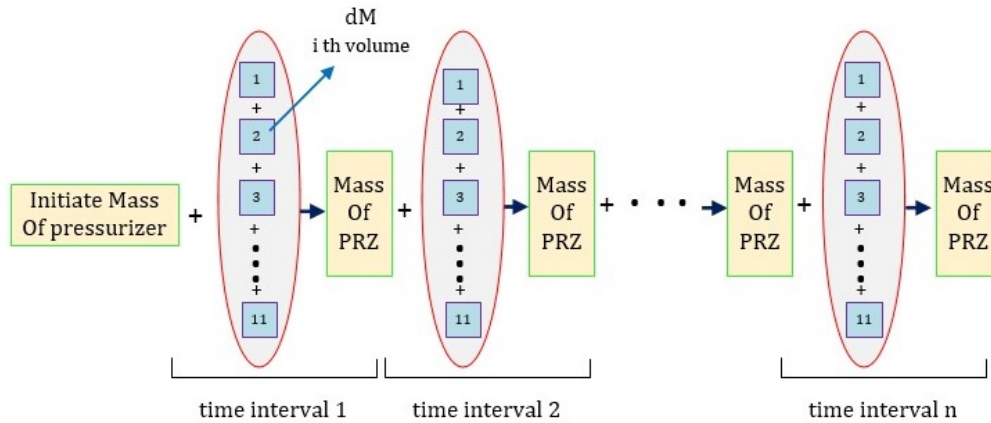 dM
i th volume
1
+
2
+
3
+
+
11
Initiate Mass
Of pressurizer
+
Mass
Of
PRZ
+
1
+
2
+
3
+
+
11
Mass
Of
PRZ
+
Mass
Of
PRZ
+
1
+
2
+
3
+
+
11
Mass
Of
PRZ
time interval 1
time interval 2
time interval n